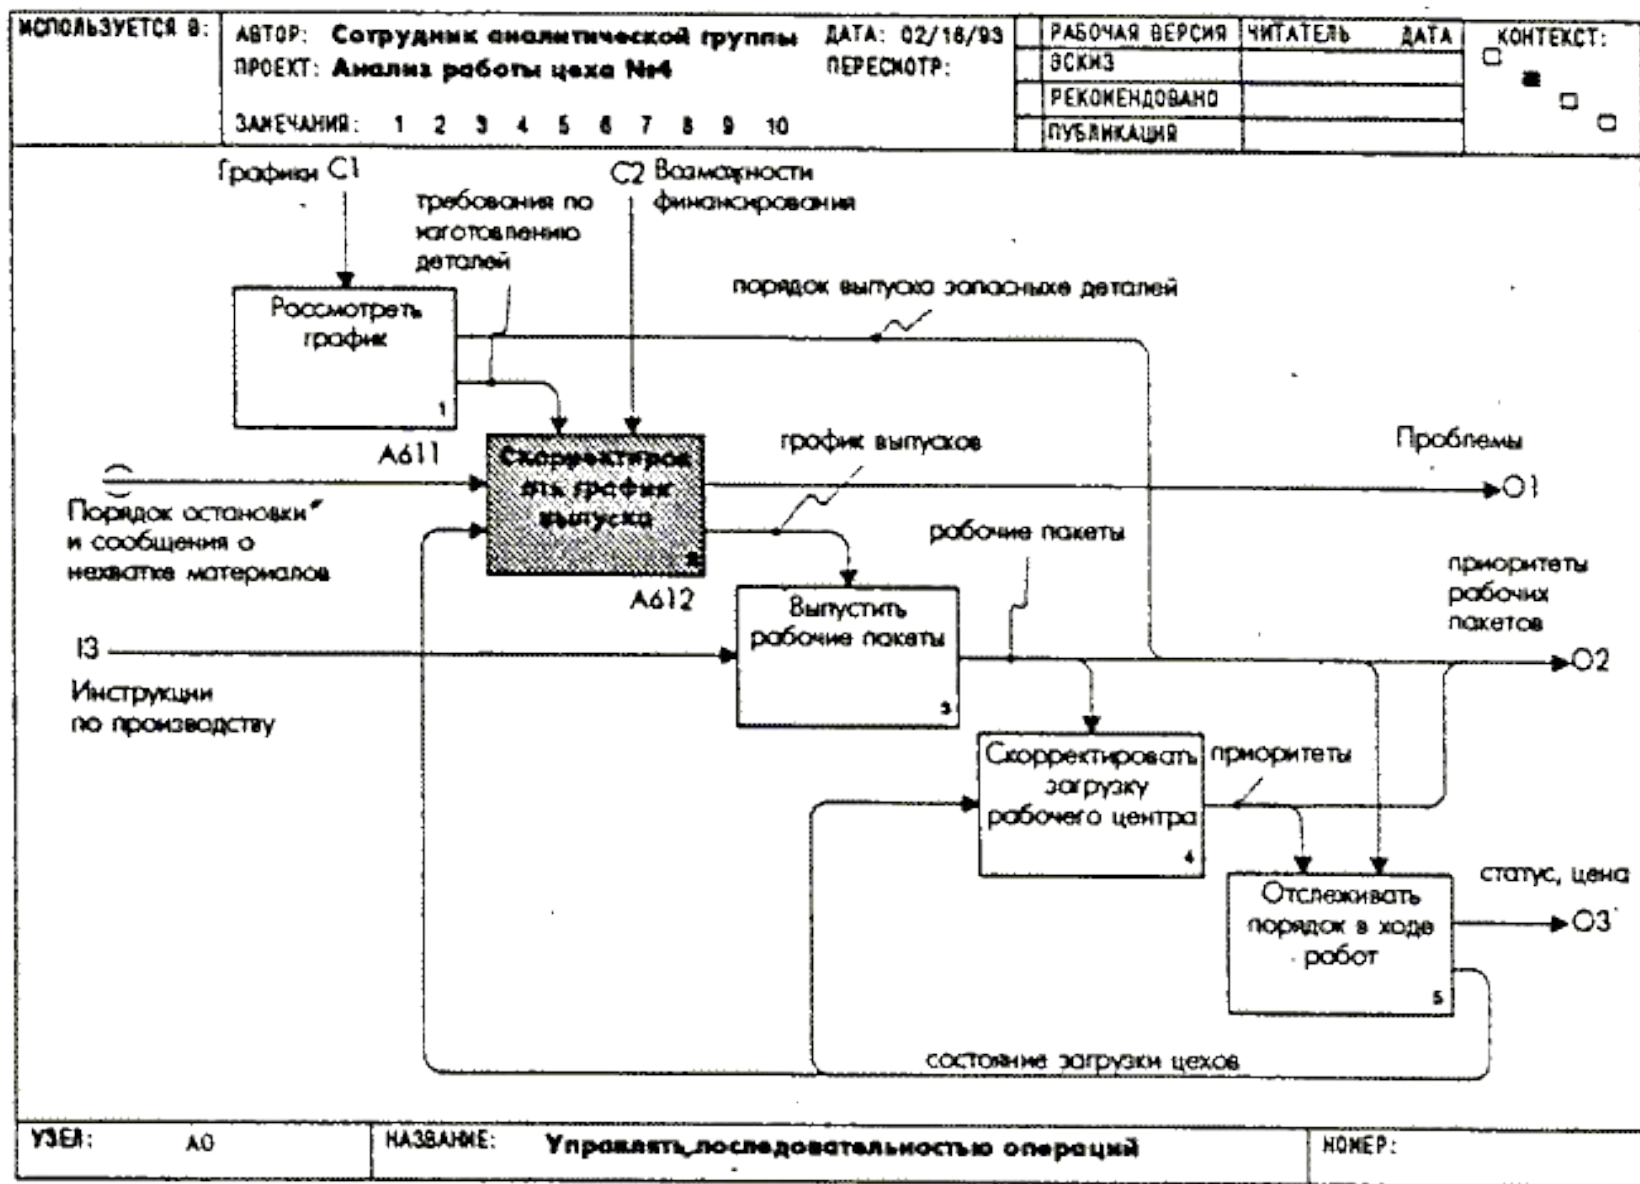 ИСПОЛЬЗУЕТСЯ В:
АВТОР: Сотрудник аналитической группы
ДАТА: 02/16/93
ПРОЕКТ: Анализ работы цеха №4
ПЕРЕСМОТР:
ЗАМЕЧАНИЯ: 1 2 3 4 5 6 7 8 9 10
РАБОЧАЯ ВЕРСИЯ
ЭСКИЗ
РЕКОМЕНДОВАНО
ПУБЛИКАЦИЯ
ЧИТАТЕЛЬ ДАТА
КОНТЕКСТ:
Графики C1
C2 Возможности
финансирования
требования по
изготовлению
деталей
порядок выпуска запасныхе деталей
Рассмотреть
график
1
A611
график выпусков
Проблемы
O1
Скорректиров
ать график
выпуска
2
A612
Порядок остановки
и сообщения о
нехватке материалов
рабочие пакеты
приоритеты
рабочих
пакетов
O2
Выпустить
рабочие пакеты
3
I3
Инструкции
по производству
Скорректировать
загрузку
рабочего центра
4
приоритеты
статус, цена
O3
Отслеживать
порядок в ходе
работ
5
состояние загрузки цехов
УЗЕЛ: A0
НАЗВАНИЕ: Управлять последовательностью операций
НОМЕР: